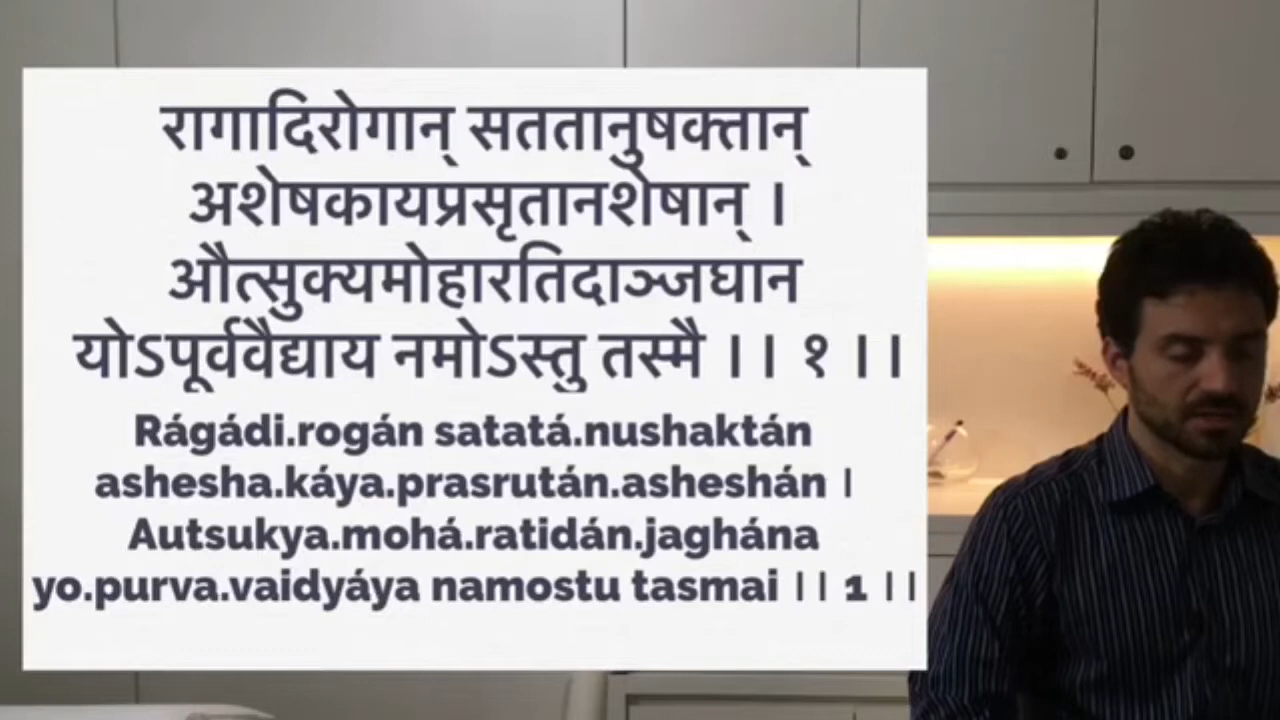 रागादिरोगान् सततानुषक्तान्
अशेषकायप्रसृतानशेषान् ।
औत्सुक्यमोहारतिदाञ्जघान
योऽपूर्ववैद्याय नमोऽस्तु तस्मै ।। १ ।।
Rágádi.rogán satatá.nushaktán
ashesha.káya.prasrután.asheshán ।
Autsukya.mohá.ratidán.jaghána
yo.purva.vaidyáya namostu tasmai ।। 1 ।।